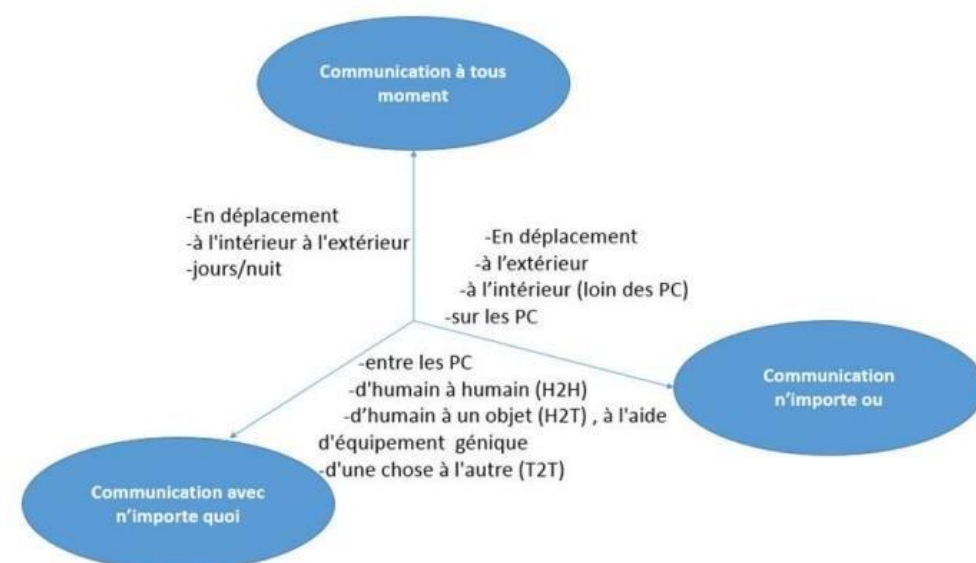 Communication à tous
moment
-En déplacement
-à l'intérieur à l'extérieur
-jours/nuit
-En déplacement
-à l’extérieur
-à l’intérieur (loin des PC)
-sur les PC
Communication
n’importe ou
-entre les PC
-d'humain à humain (H2H)
-d’humain à un objet (H2T) , à l'aide
d'équipement génique
-d'une chose à l'autre (T2T)
Communication avec
n’importe quoi